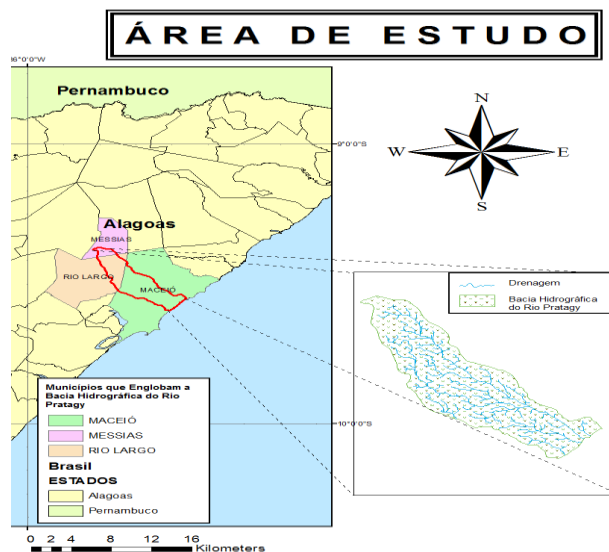 ÁREA DE ESTUDO
36°0'0"W
Pernambuco
9°0'0"S
N
W
E
S
Alagoas
MESSIAS
RIO LARGO
MACEIÓ
Drenagem
Bacia Hidrográfica
do Rio Pratagy
Municípios que Englobam a
Bacia Hidrográfica do Rio
Pratagy
MACEIÓ
MESSIAS
RIO LARGO
Brasil
ESTADOS
Alagoas
Pernambuco
10°0'0"S
0 2 4 8 12 16
Kilometers